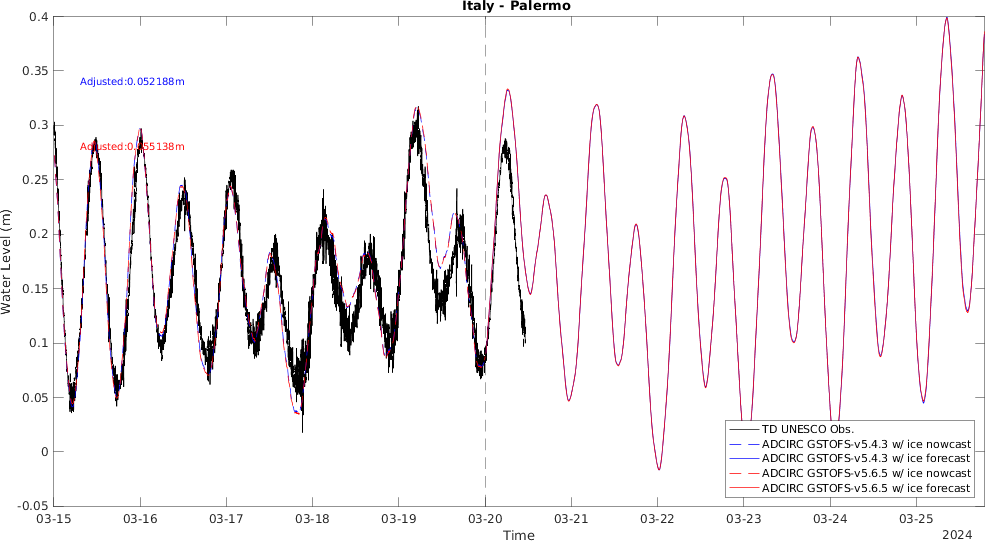 Italy - Palermo
0.4
0.35
0.3
0.25
0.2
0.15
0.1
0.05
0
-0.05
Water Level (m)
Adjusted:0.052188m
Adjusted:0.055138m
TD UNESCO Obs.
ADCIRC GSTOFS-v5.4.3 w/ ice nowcast
ADCIRC GSTOFS-v5.4.3 w/ ice forecast
ADCIRC GSTOFS-v5.6.5 w/ ice nowcast
ADCIRC GSTOFS-v5.6.5 w/ ice forecast
03-15 03-16 03-17 03-18 03-19 03-20 03-21 03-22 03-23 03-24 03-25
Time
2024